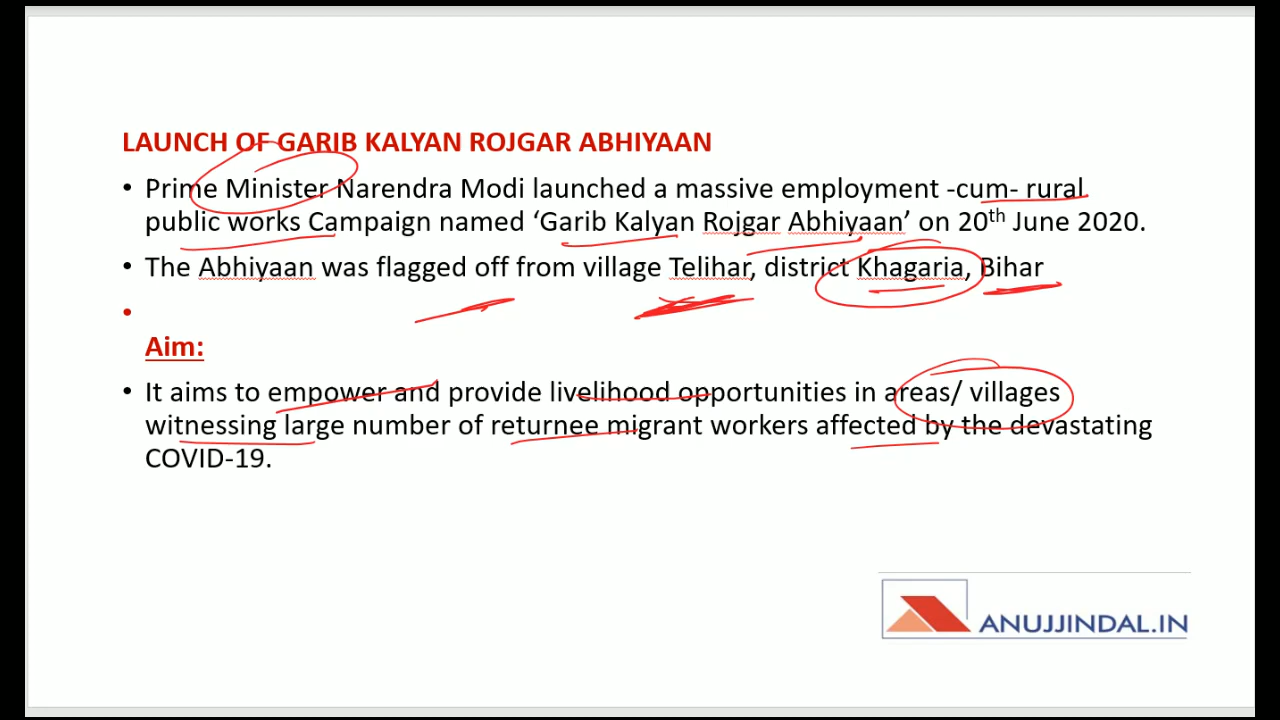 LAUNCH OF GARIB KALYAN ROJGAR ABHIYAAN
• Prime Minister Narendra Modi launched a massive employment -cum- rural
public works Campaign named ‘Garib Kalyan Rojgar Abhiyaan’ on 20th June 2020.
• The Abhiyaan was flagged off from village Telihar, district Khagaria, Bihar
•
Aim:
• It aims to empower and provide livelihood opportunities in areas/ villages
witnessing large number of returnee migrant workers affected by the devastating
COVID-19.
ANUJJINDAL.IN